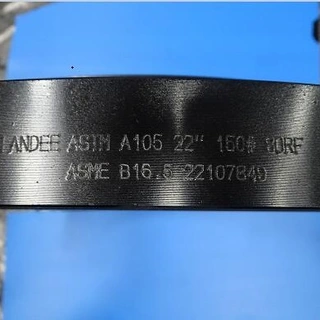 LANDEE ASTM A105 22" 150# SORF
ASME B16.5 22107840